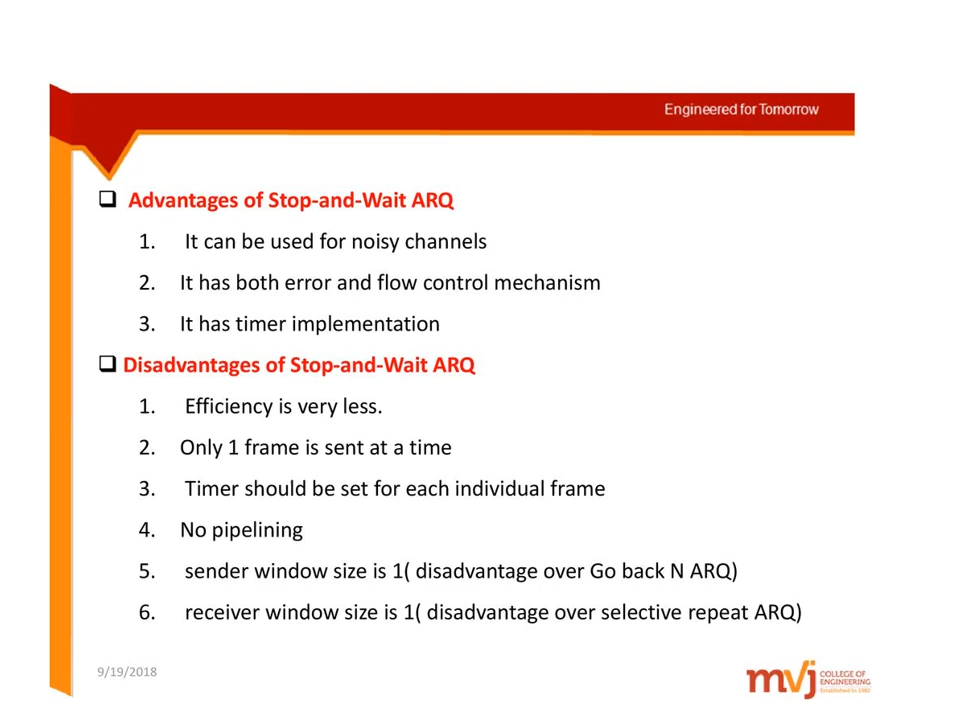 Engineered for Tomorrow
Advantages of Stop-and-Wait ARQ
1. It can be used for noisy channels
2. It has both error and flow control mechanism
3. It has timer implementation
Disadvantages of Stop-and-Wait ARQ
1. Efficiency is very less.
2. Only 1 frame is sent at a time
3. Timer should be set for each individual frame
4. No pipelining
5. sender window size is 1( disadvantage over Go back N ARQ)
6. receiver window size is 1( disadvantage over selective repeat ARQ)
9/19/2018
mvj COLLEGE OF
ENGINEERING
Established in 1982